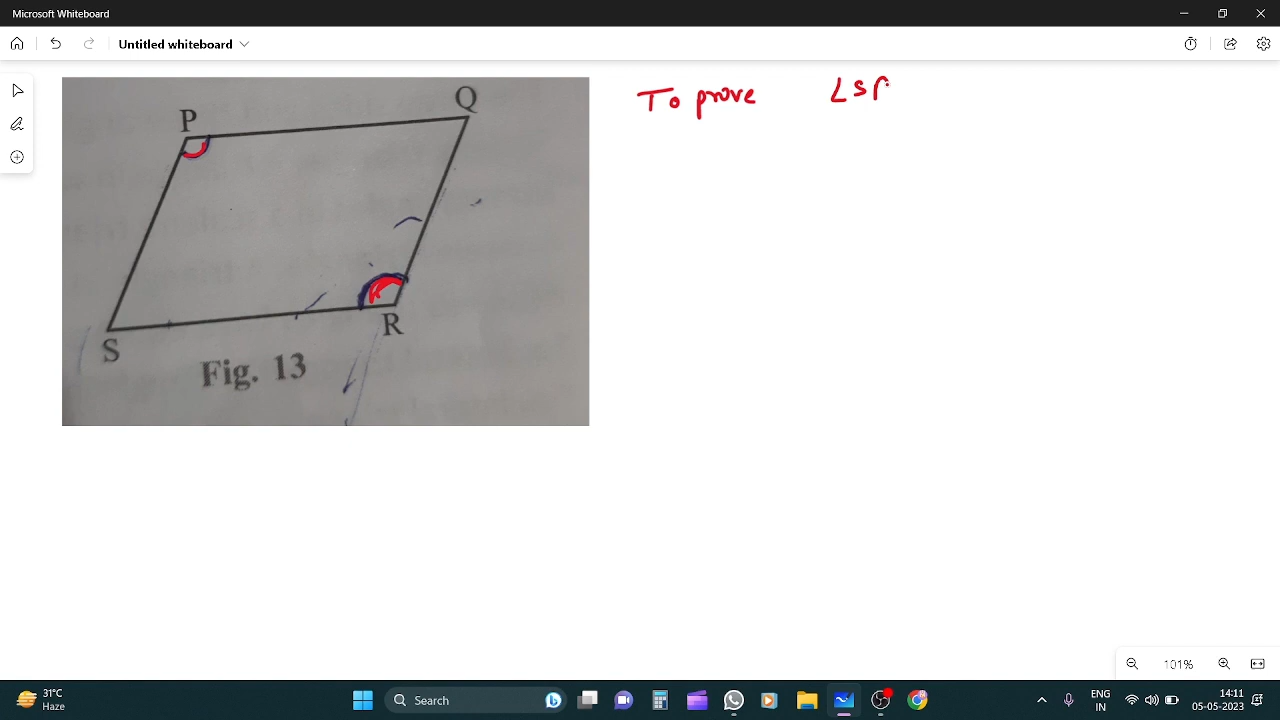 Microsoft Whiteboard
Untitled whiteboard
To prove ∠SP
P
Q
S
R
Fig. 13
101%
31°C
Haze
Search
ENG
IN
14:11
05-05-2023